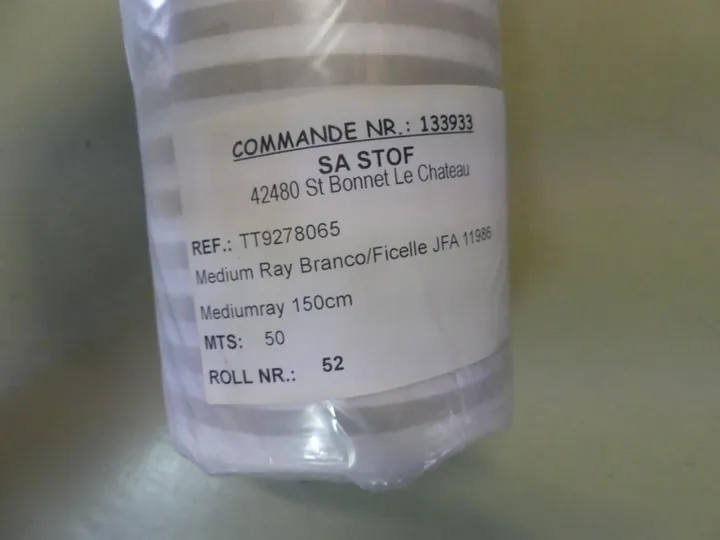 COMMANDE NR.: 133933
SA STOF
42480 St Bonnet Le Chateau
REF.: TT9278065
Medium Ray Branco/Ficelle JFA 11986
Mediumray 150cm
MTS: 50
ROLL NR.: 52